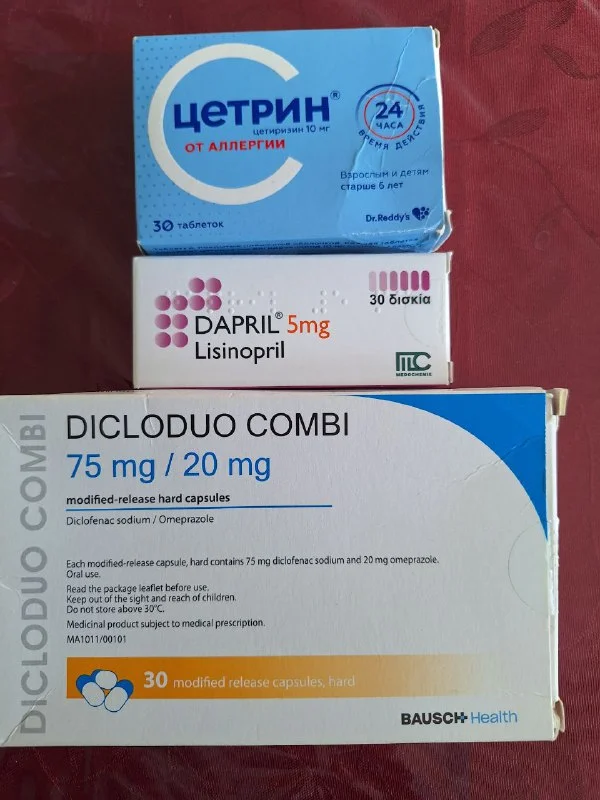 ЦЕТРИН®
цетиризин 10 мг
ОТ АЛЛЕРГИИ
24
ЧАСА
ВРЕМЯ ДЕЙСТВИЯ
Взрослым и детям
старше 6 лет
30 таблеток
Dr.Reddy's
30 δισκία
DAPRIL® 5mg
Lisinopril
MC
MEDOCHEMIE
DICLODUO COMBI
DICLODUO COMBI
75 mg / 20 mg
modified-release hard capsules
Diclofenac sodium / Omeprazole
Each modified-release capsule, hard contains 75 mg diclofenac sodium and 20 mg omeprazole.
Oral use.
Read the package leaflet before use.
Keep out of the sight and reach of children.
Do not store above 30°C.
Medicinal product subject to medical prescription.
MA1011/00101
30 modified release capsules, hard
BAUSCH+Health